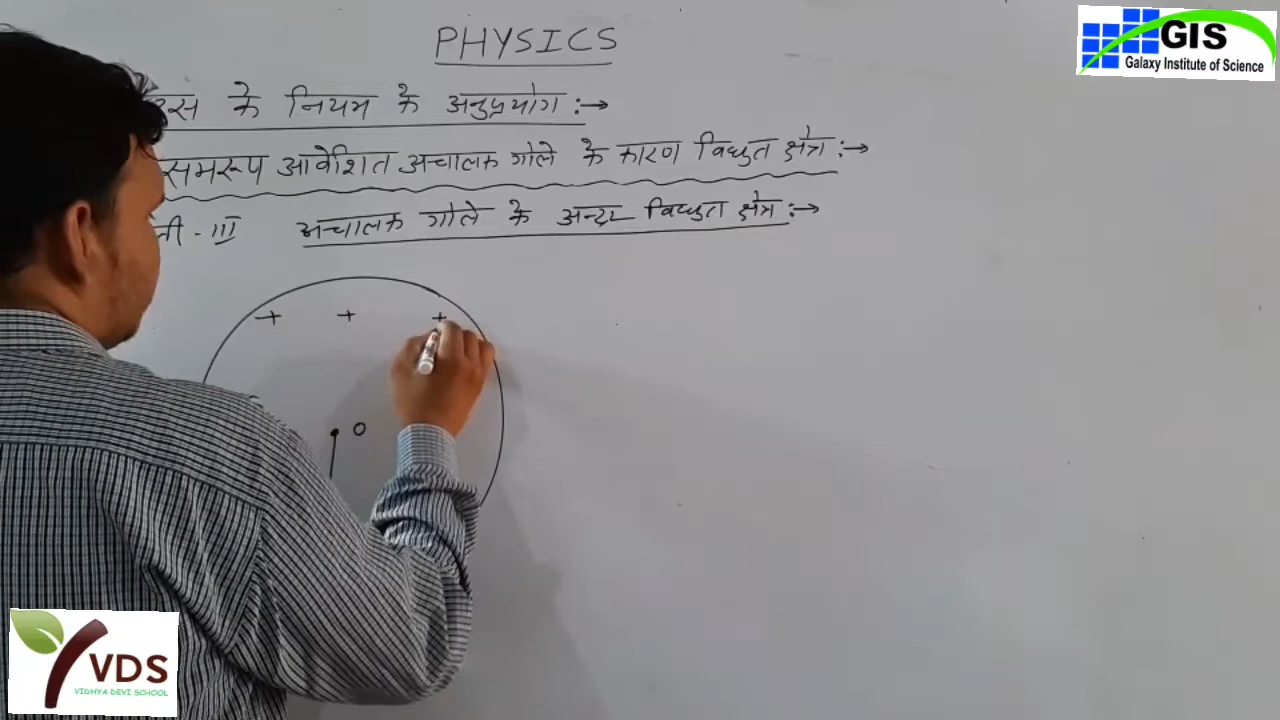 PHYSICS
GIS
Galaxy Institute of Science
के नियम के अनुप्रयोग :→
समरूप आवेशित अचालक गोले के कारण विधुत क्षेत्र :→
- III अचालक गोले के अन्दर विधुत क्षेत्र :→
+ + +
O
VDS
VIDHYA DEVI SCHOOL